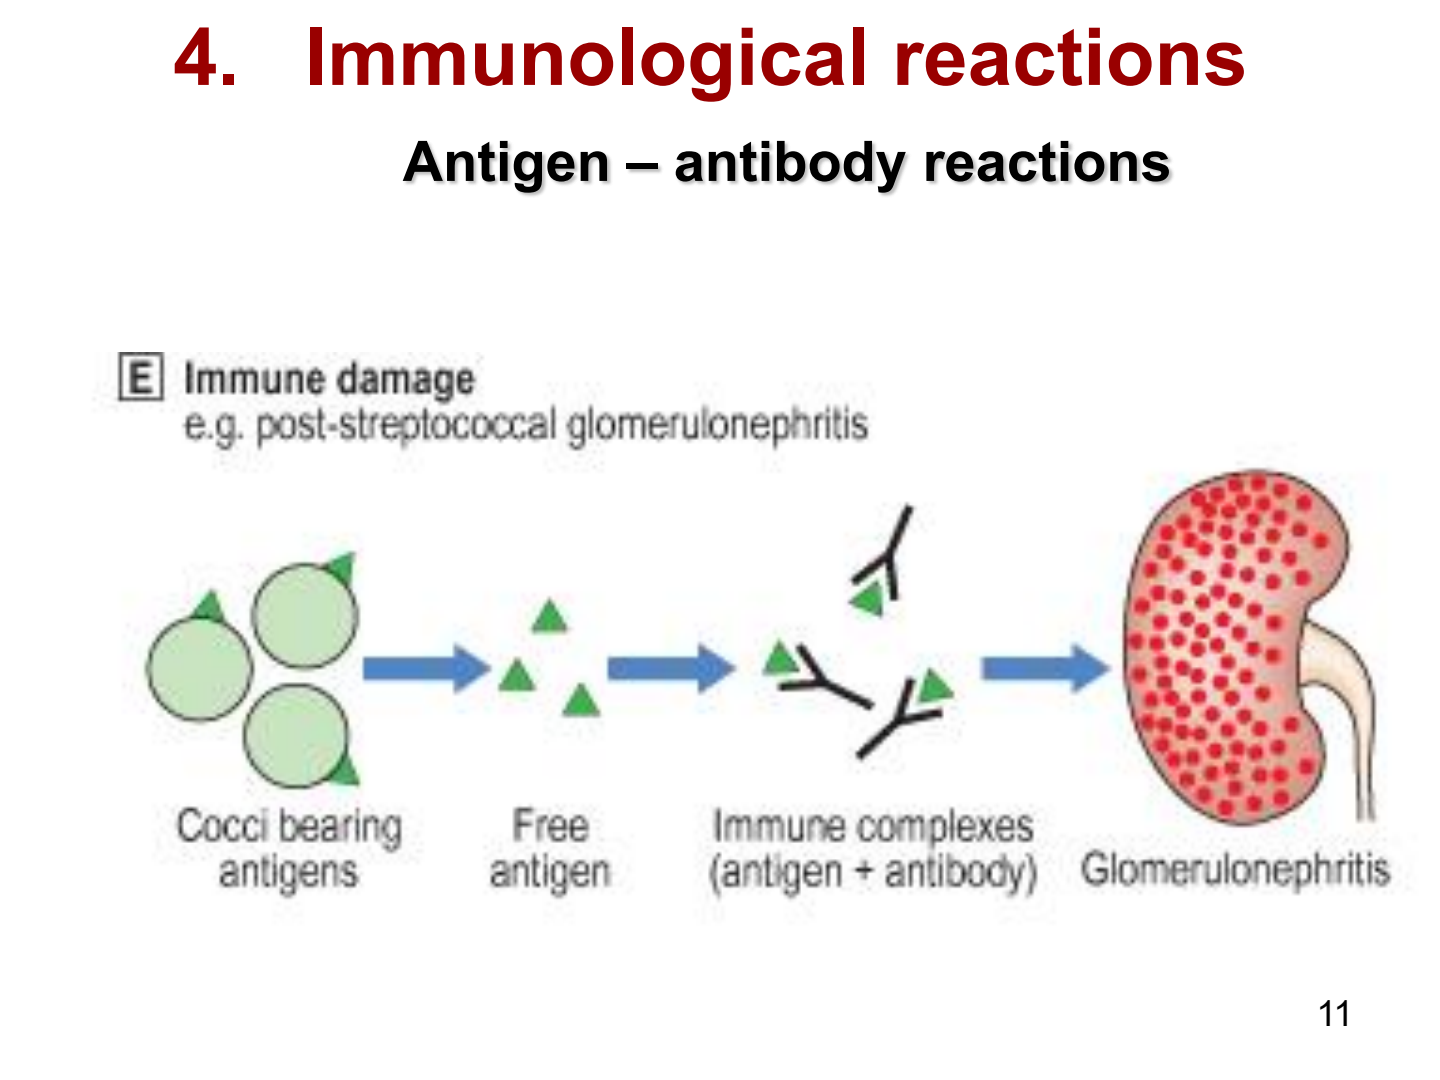 4. Immunological reactions
Antigen – antibody reactions
E Immune damage
e.g. post-streptococcal glomerulonephritis
Cocci bearing
antigens
Free
antigen
Immune complexes
(antigen + antibody)
Glomerulonephritis
11